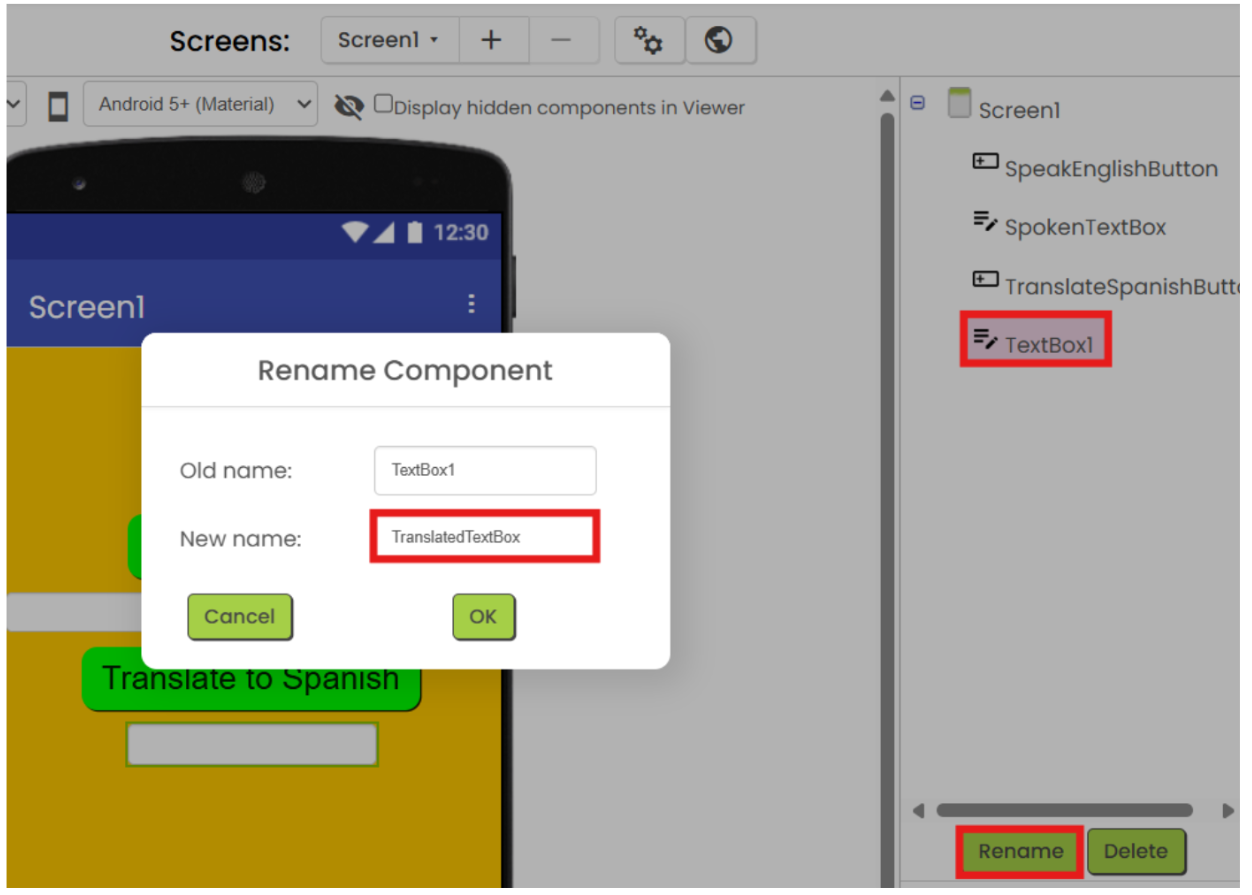 Screens: Screen1 + −
Android 5+ (Material) Display hidden components in Viewer
12:30
Screen1
Rename Component
Old name: TextBox1
New name: TranslatedTextBox
Cancel OK
Translate to Spanish
Screen1
SpeakEnglishButton
SpokenTextBox
TranslateSpanishButto
TextBox1
Rename Delete